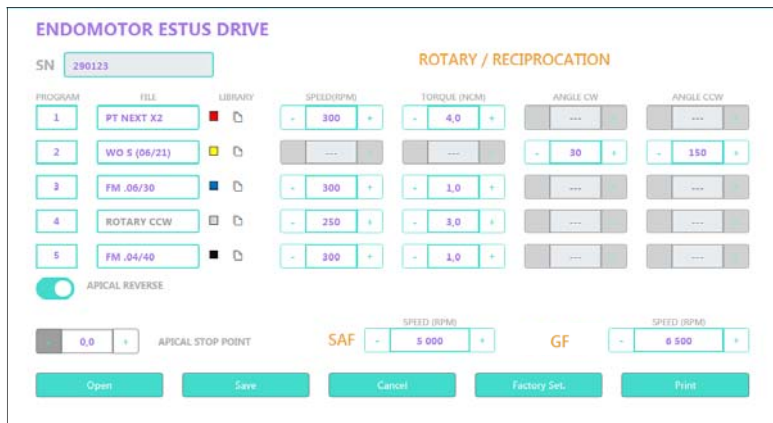 ENDOMOTOR ESTUS DRIVE
SN 290123
ROTARY / RECIPROCATION
PROGRAM FILE LIBRARY SPEED(RPM) TORQUE (NCM) ANGLE CW ANGLE CCW
1 PT NEXT X2 - 300 + - 4,0 + --- ---
2 WO S (06/21) --- --- - 30 + - 150 +
3 FM .06/30 - 300 + - 1,0 + --- ---
4 ROTARY CCW - 250 + - 3,0 + --- ---
5 FM .04/40 - 300 + - 1,0 + --- ---
APICAL REVERSE
SPEED (RPM) SPEED (RPM)
- 0,0 + APICAL STOP POINT SAF - 5 000 + GF - 6 500 +
Open Save Cancel Factory Set. Print